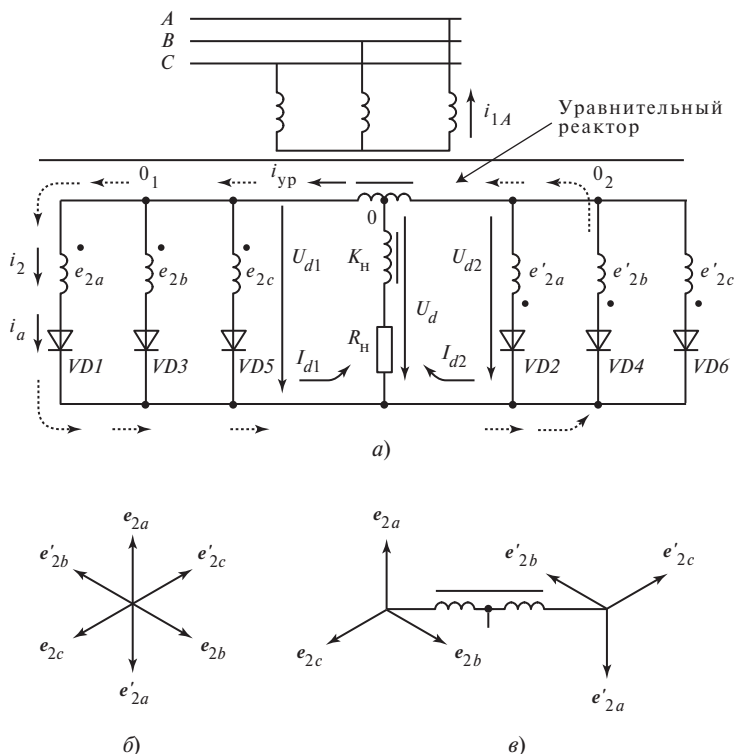 A
B
C
i1A
Уравнительный
реактор
01
iур
02
0
i2
e2a
e2b
e2c
Ud1
Kн
Ud2
e'2a
e'2b
e'2c
Ud
ia
VD1
VD3
VD5
Id1
Rн
Id2
VD2
VD4
VD6
а)
e2a
e'2b
e'2c
e2c
e2b
e'2a
б)
e2a
e'2b
e'2c
e2c
e2b
e'2a
в)